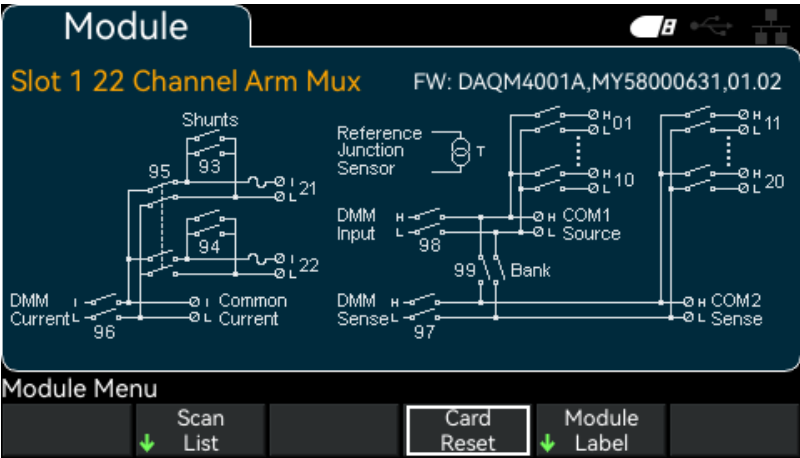 Module
Slot 1 22 Channel Arm Mux
FW: DAQM4001A,MY58000631,01.02
Shunts
95
93
I
21
L
94
I
22
L
DMM I
Current L
96
I Common
L Current
Reference
Junction
Sensor
T
H
01
L
H
10
L
H
11
L
H
20
L
DMM H
Input L
98
H COM1
L Source
99
Bank
DMM H
Sense L
97
H COM2
L Sense
Module Menu
Scan
List
Card
Reset
Module
Label